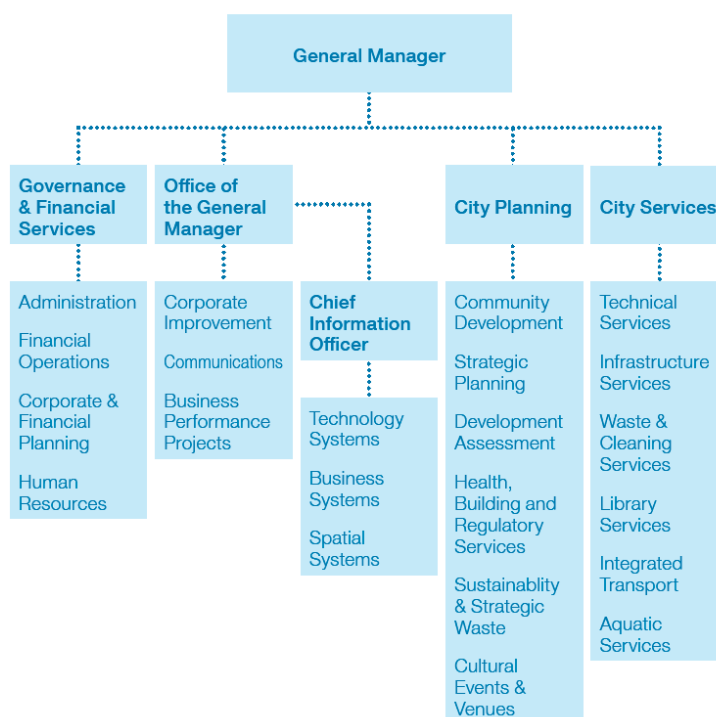 General Manager
Governance
& Financial
Services
Office of
the General
Manager
City Planning
City Services
Administration
Financial
Operations
Corporate &
Financial
Planning
Human
Resources
Corporate
Improvement
Communications
Business
Performance
Projects
Chief
Information
Officer
Technology
Systems
Business
Systems
Spatial
Systems
Community
Development
Strategic
Planning
Development
Assessment
Health,
Building and
Regulatory
Services
Sustainablity
& Strategic
Waste
Cultural
Events &
Venues
Technical
Services
Infrastructure
Services
Waste &
Cleaning
Services
Library
Services
Integrated
Transport
Aquatic
Services